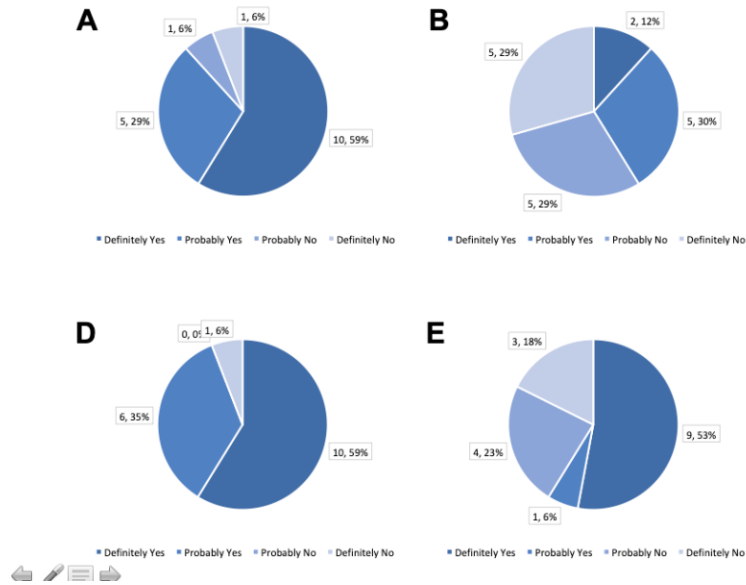 A
1, 6%
1, 6%
5, 29%
10, 59%
Definitely Yes Probably Yes Probably No Definitely No
B
2, 12%
5, 29%
5, 30%
5, 29%
Definitely Yes Probably Yes Probably No Definitely No
D
0, 0%
1, 6%
6, 35%
10, 59%
Definitely Yes Probably Yes Probably No Definitely No
E
3, 18%
9, 53%
4, 23%
1, 6%
Definitely Yes Probably Yes Probably No Definitely No